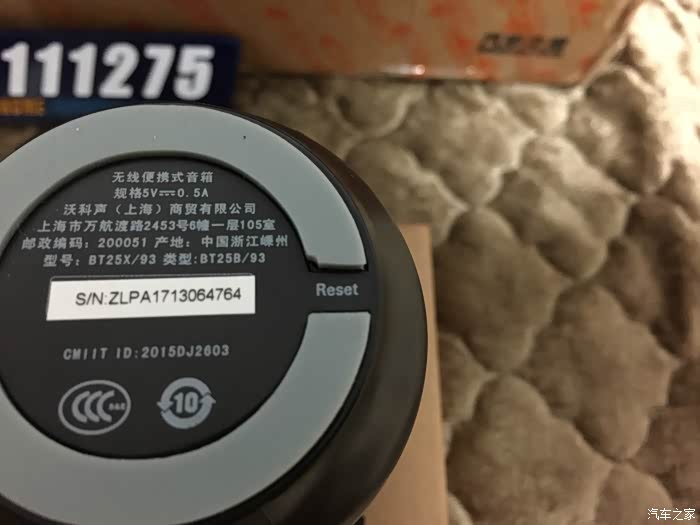 111275
无线便携式音箱
规格5V⎓0.5A
沃科声（上海）商贸有限公司
上海市万航渡路2453号6幢一层105室
邮政编码：200051 产地：中国浙江嵊州
型号：BT25X/93 类型:BT25B/93
Reset
S/N:ZLPA1713064764
CMIIT ID:2015DJ2603
CCC
10
汽车之家